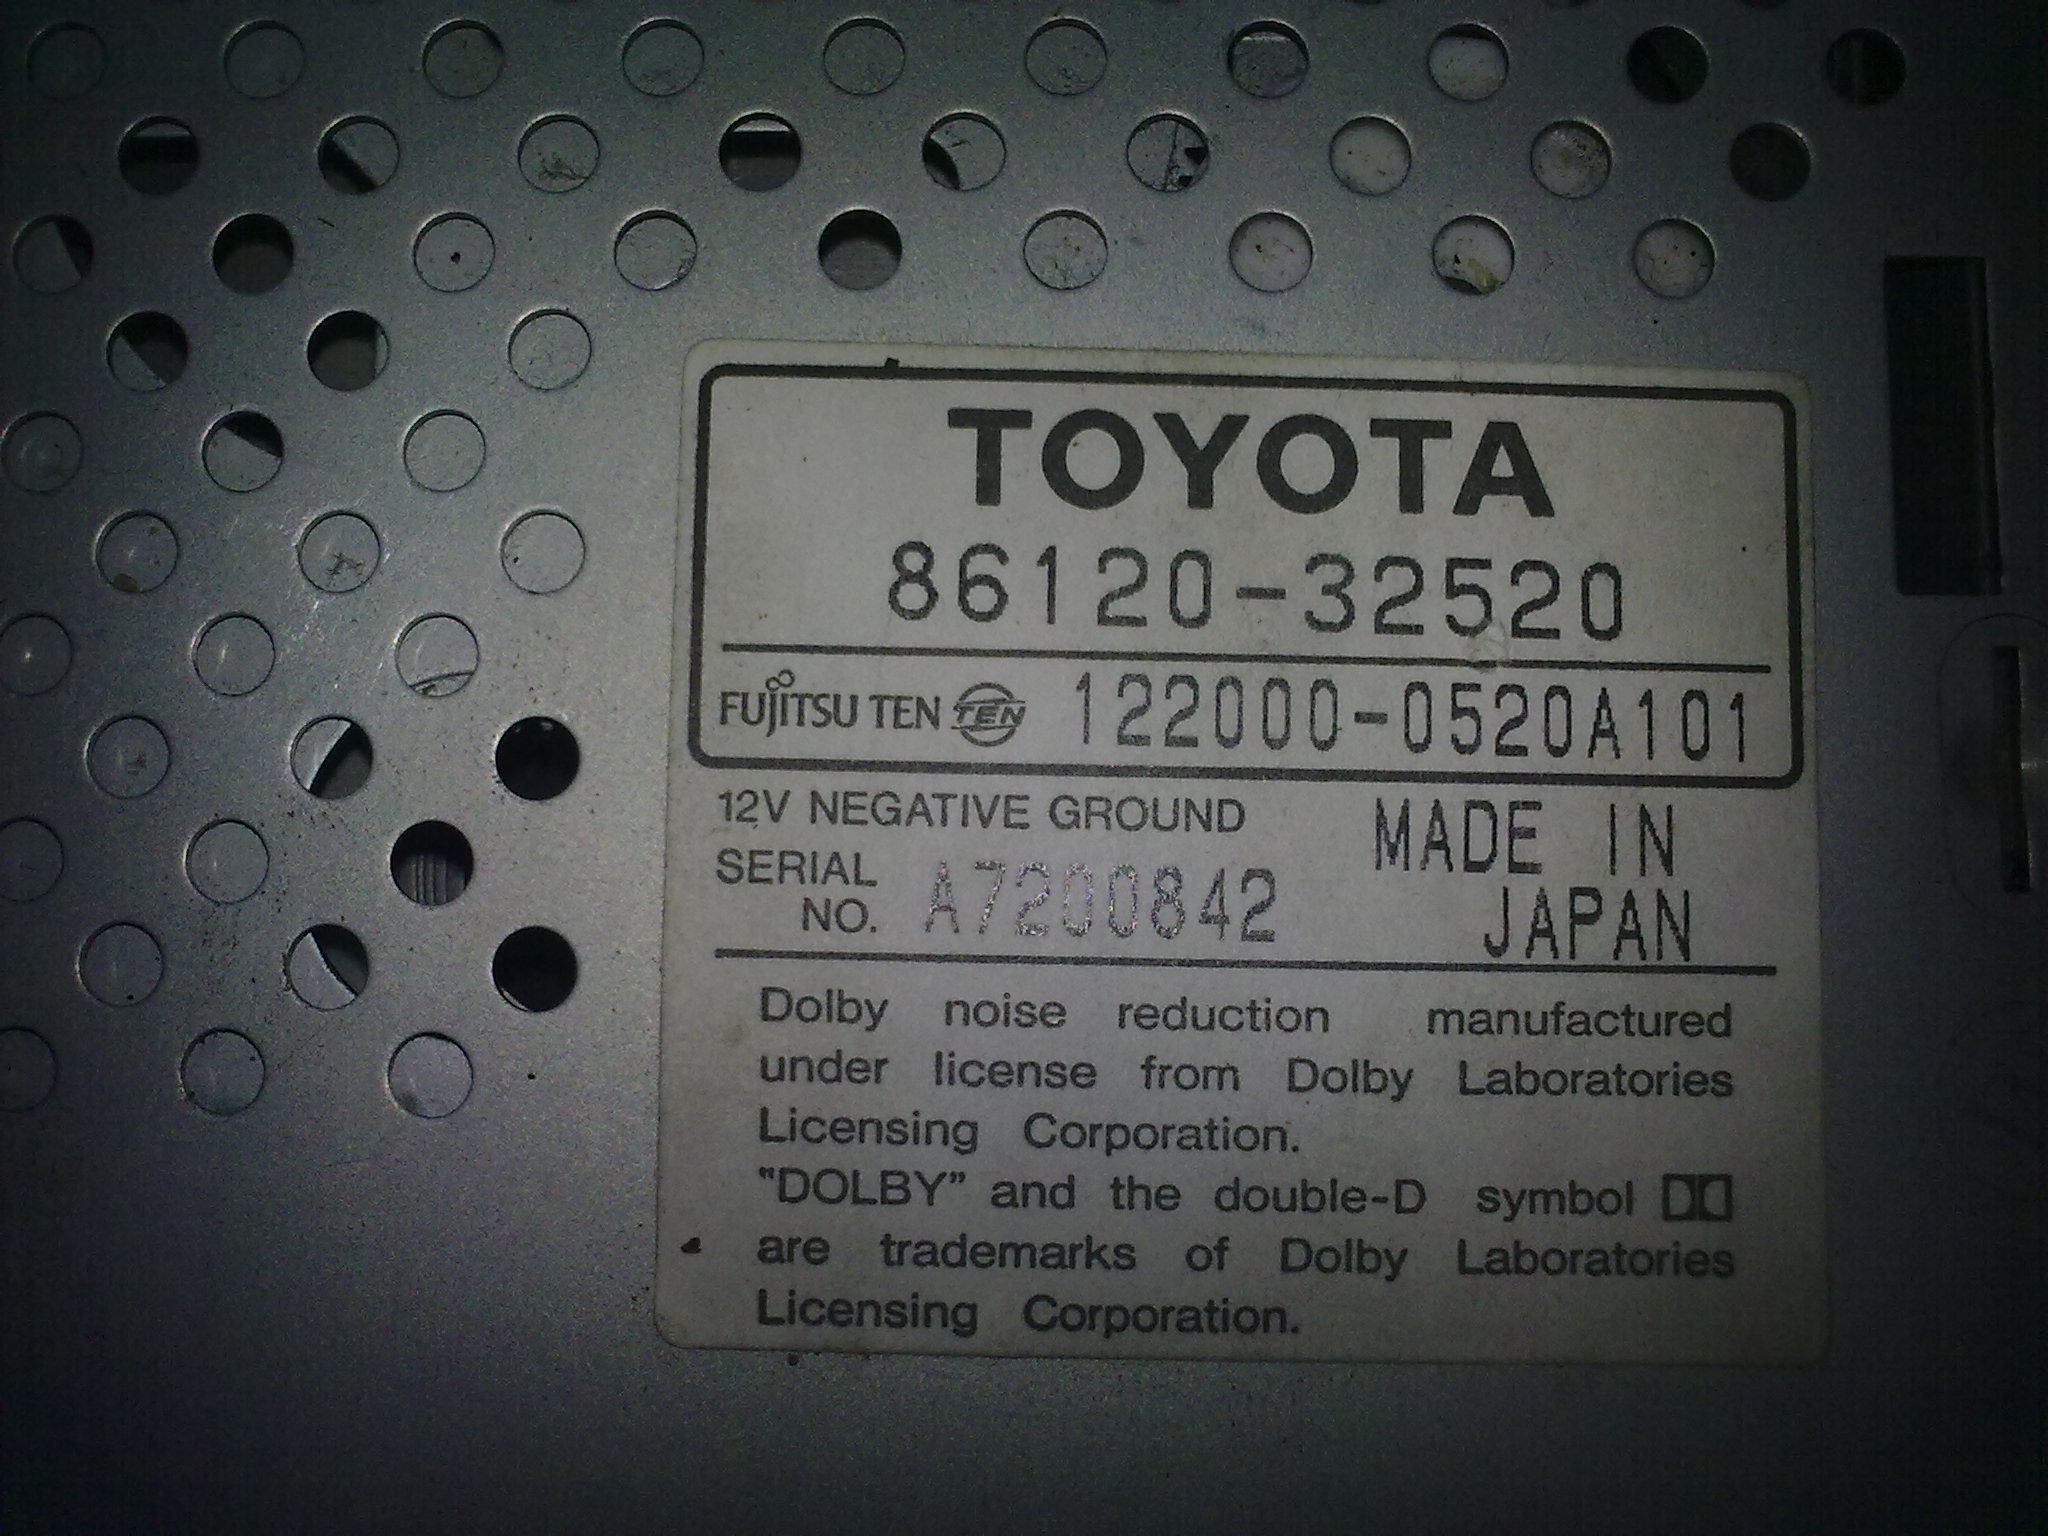 TOYOTA
86120-32520
FUJITSU TEN TEN 122000-0520A101
12V NEGATIVE GROUND
SERIAL NO. A7200842
MADE IN
JAPAN
Dolby noise reduction manufactured
under license from Dolby Laboratories
Licensing Corporation.
"DOLBY" and the double-D symbol
are trademarks of Dolby Laboratories
Licensing Corporation.